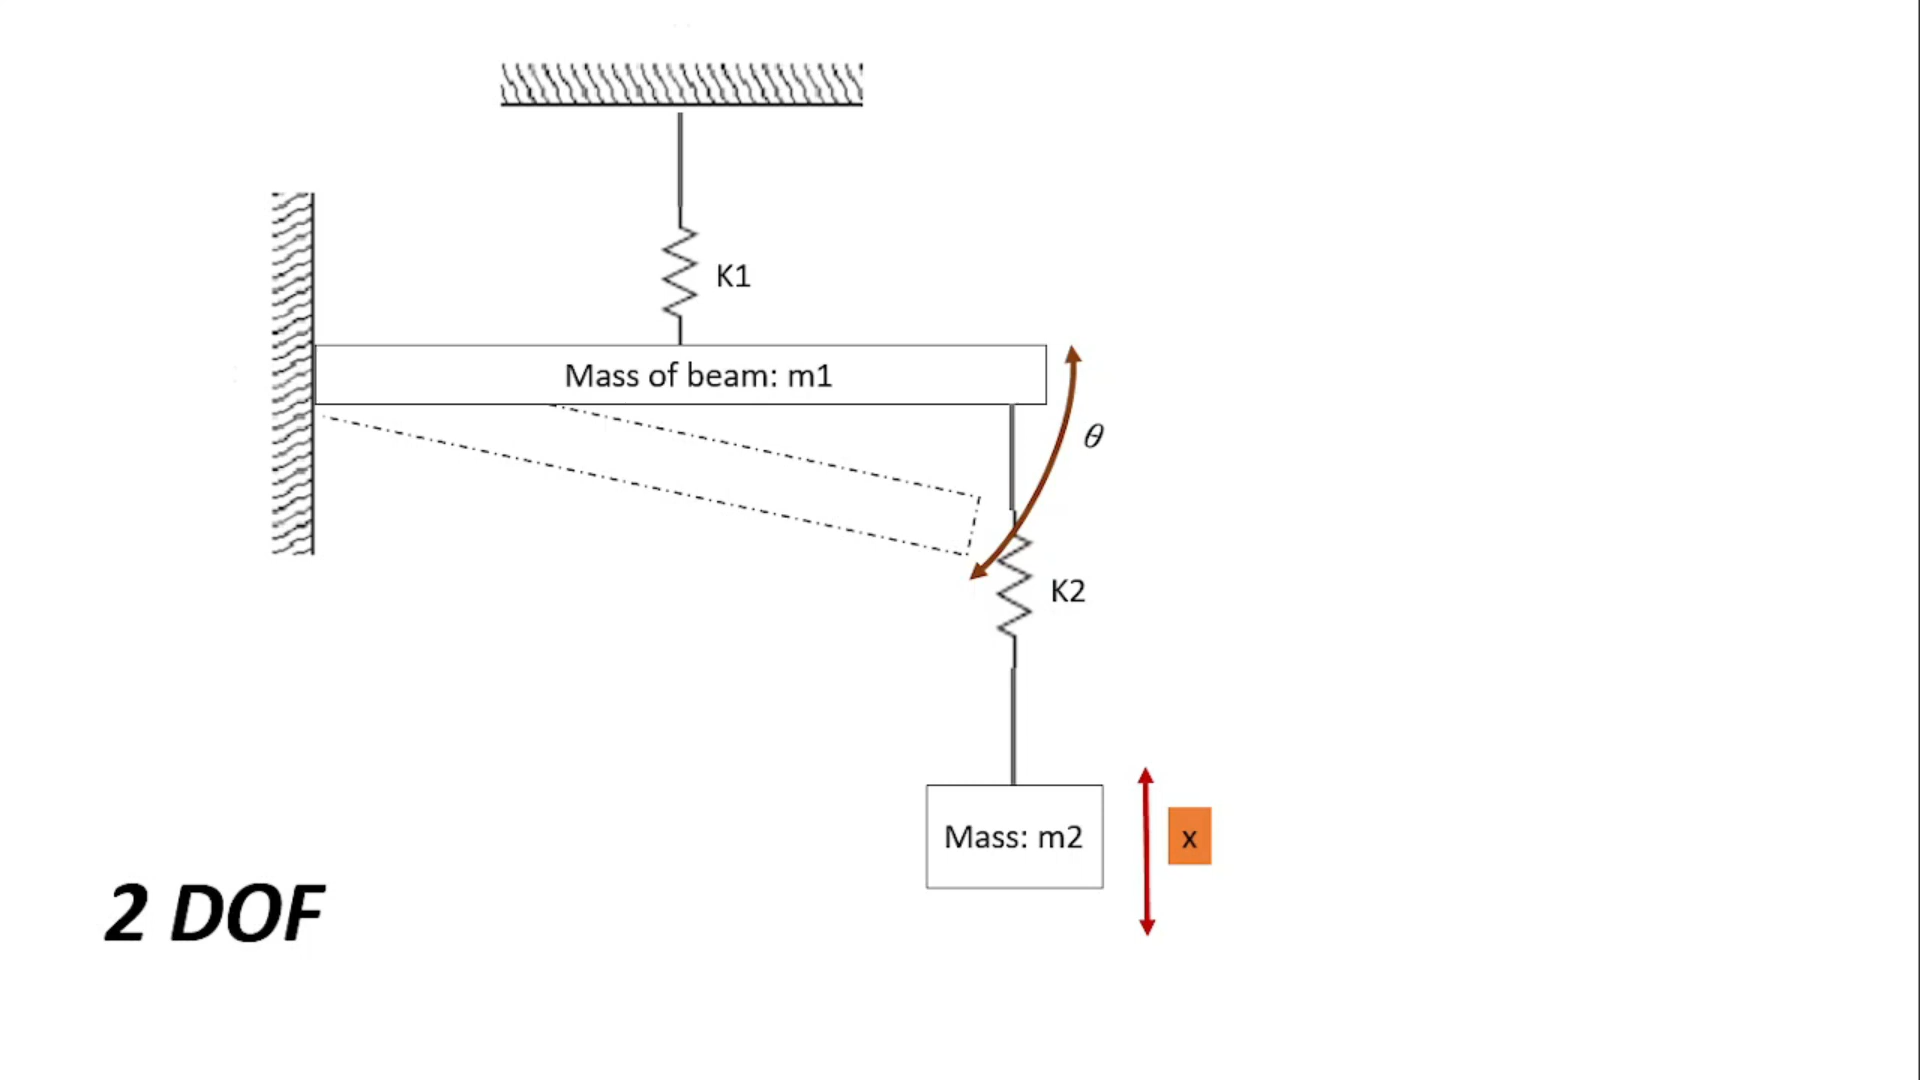 K1
Mass of beam: m1
θ
K2
Mass: m2
x
2 DOF